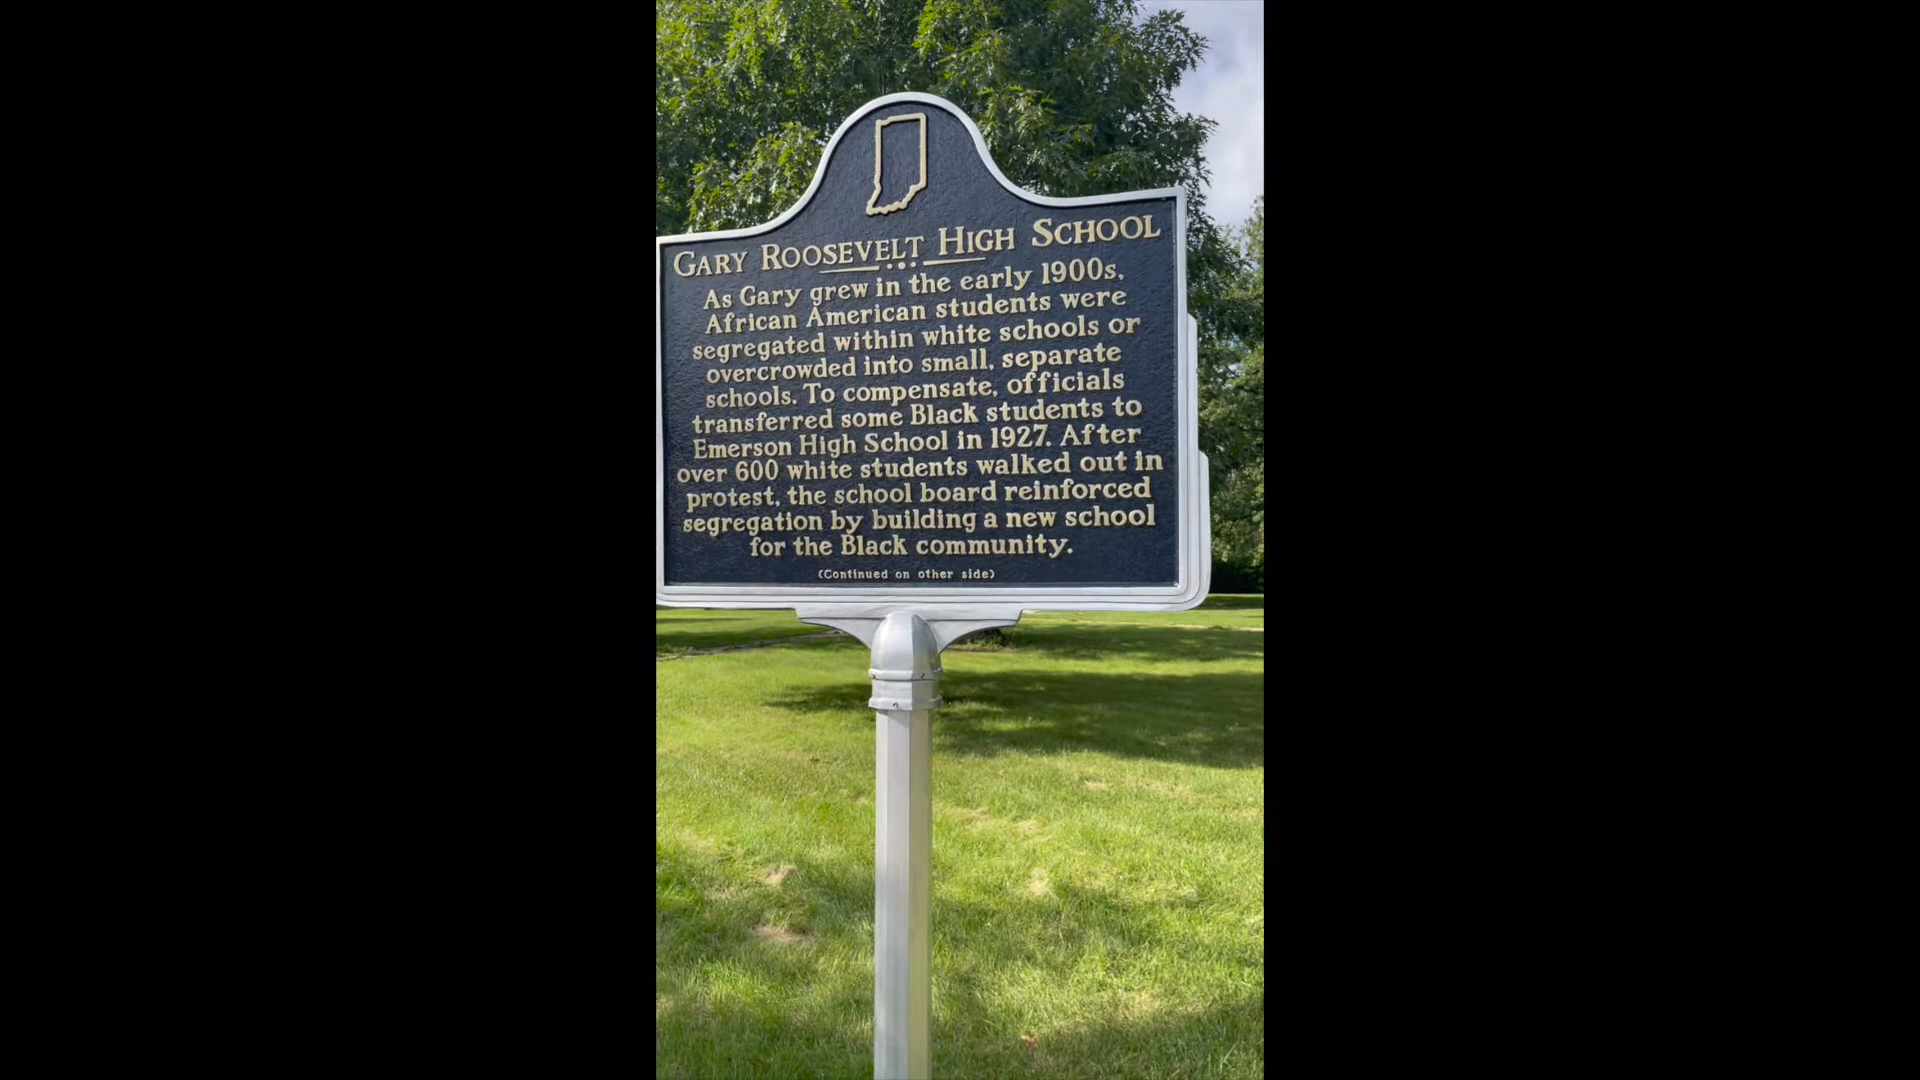 GARY ROOSEVELT HIGH SCHOOL
As Gary grew in the early 1900s,
African American students were
segregated within white schools or
overcrowded into small, separate
schools. To compensate, officials
transferred some Black students to
Emerson High School in 1927. After
over 600 white students walked out in
protest, the school board reinforced
segregation by building a new school
for the Black community.
(Continued on other side)